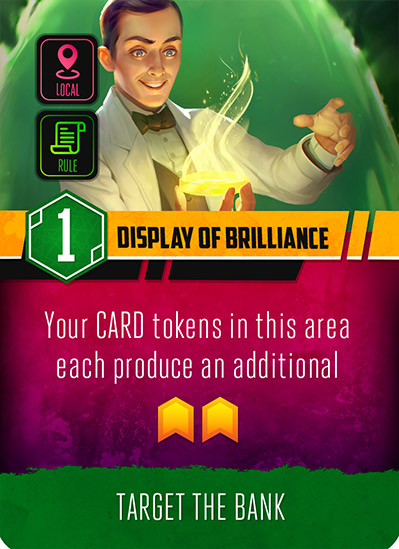 LOCAL
RULE
1 DISPLAY OF BRILLIANCE
Your CARD tokens in this area
each produce an additional
TARGET THE BANK